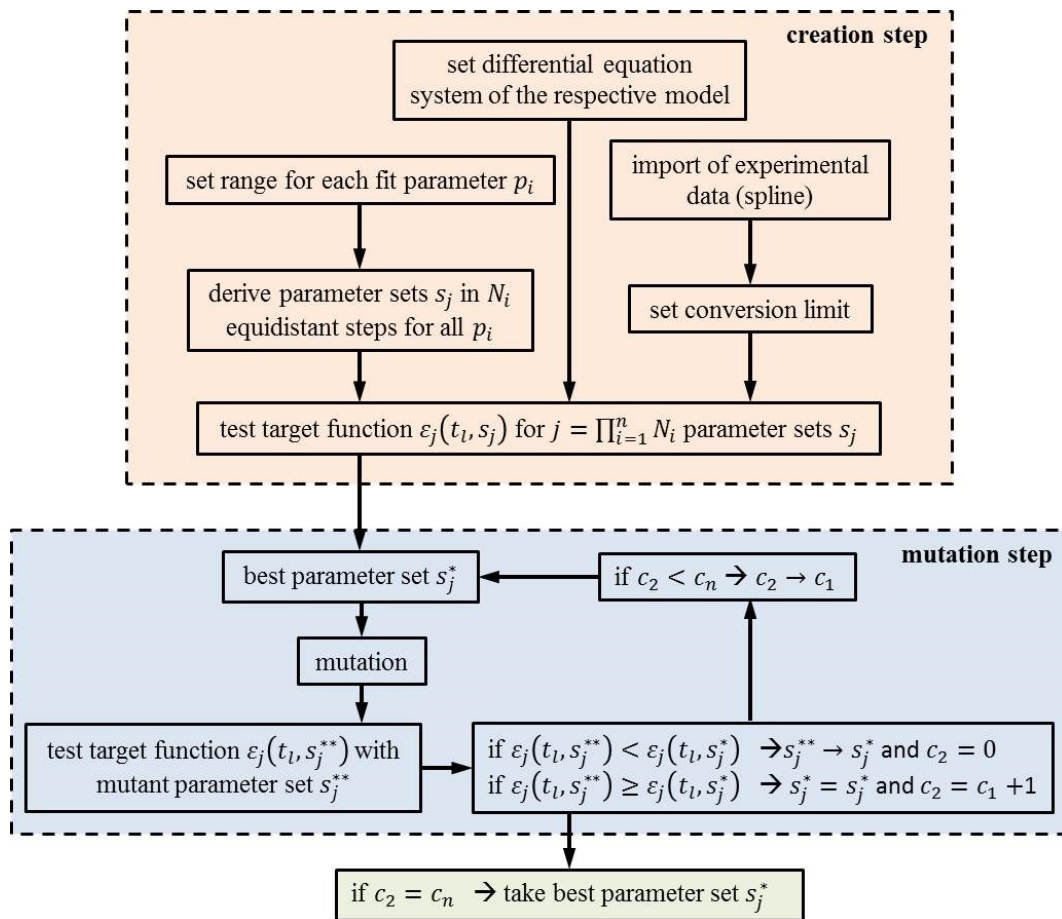 creation step
set differential equation
system of the respective model
set range for each fit parameter pᵢ
import of experimental
data (spline)
derive parameter sets sⱼ in Nᵢ
equidistant steps for all pᵢ
set conversion limit
test target function εⱼ(tₗ, sⱼ) for j = ∏ᵢ₌₁ⁿ Nᵢ parameter sets sⱼ
mutation step
best parameter set sⱼ*
if c₂ < cₙ → c₂ → c₁
mutation
test target function εⱼ(tₗ, sⱼ**) with
mutant parameter set sⱼ**
if εⱼ(tₗ, sⱼ**) < εⱼ(tₗ, sⱼ*) → sⱼ** → sⱼ* and c₂ = 0
if εⱼ(tₗ, sⱼ**) ≥ εⱼ(tₗ, sⱼ*) → sⱼ* = sⱼ* and c₂ = c₁ +1
if c₂ = cₙ → take best parameter set sⱼ*